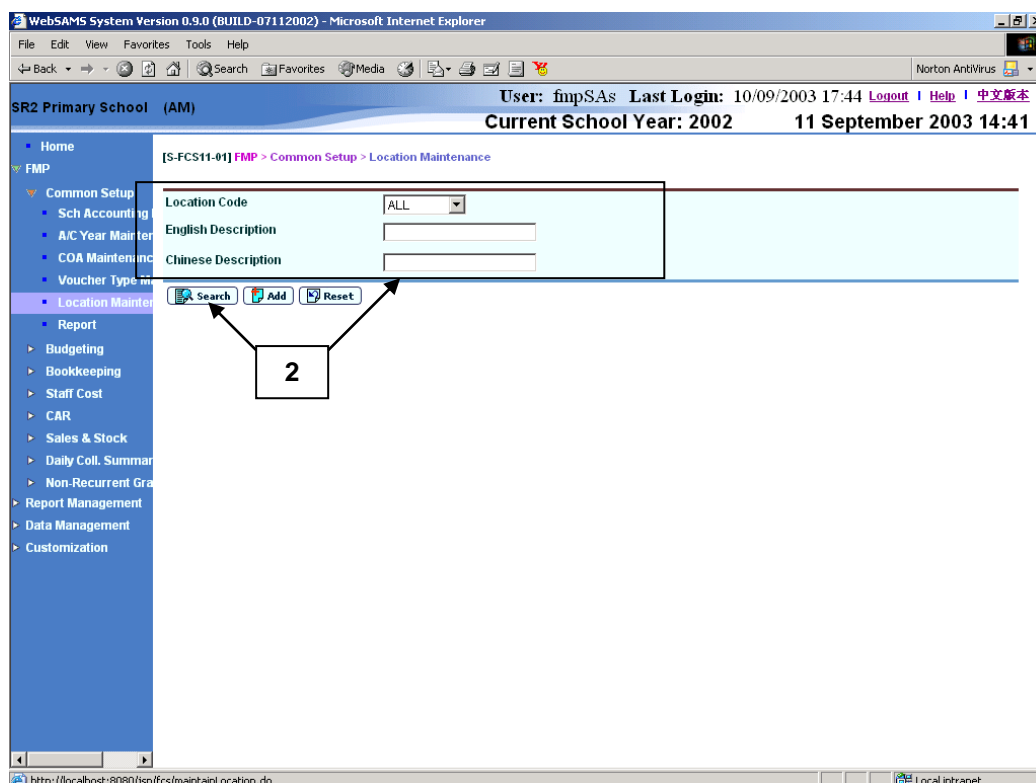 WebSAMS System Version 0.9.0 (BUILD-07112002) - Microsoft Internet Explorer
File Edit View Favorites Tools Help
Back Search Favorites Media Norton AntiVirus
SR2 Primary School (AM)
User: fmpSAs Last Login: 10/09/2003 17:44 Logout | Help | 中文版本
Current School Year: 2002 11 September 2003 14:41
Home
FMP
Common Setup
Sch Accounting
A/C Year Mainter
COA Maintenanc
Voucher Type M
Location Mainter
Report
Budgeting
Bookkeeping
Staff Cost
CAR
Sales & Stock
Daily Coll. Summar
Non-Recurrent Gra
Report Management
Data Management
Customization
[S-FCS11-01] FMP > Common Setup > Location Maintenance
Location Code ALL
English Description
Chinese Description
Search Add Reset
2
http://localhost:8080/jsp/fcs/maintainLocation.do Local intranet